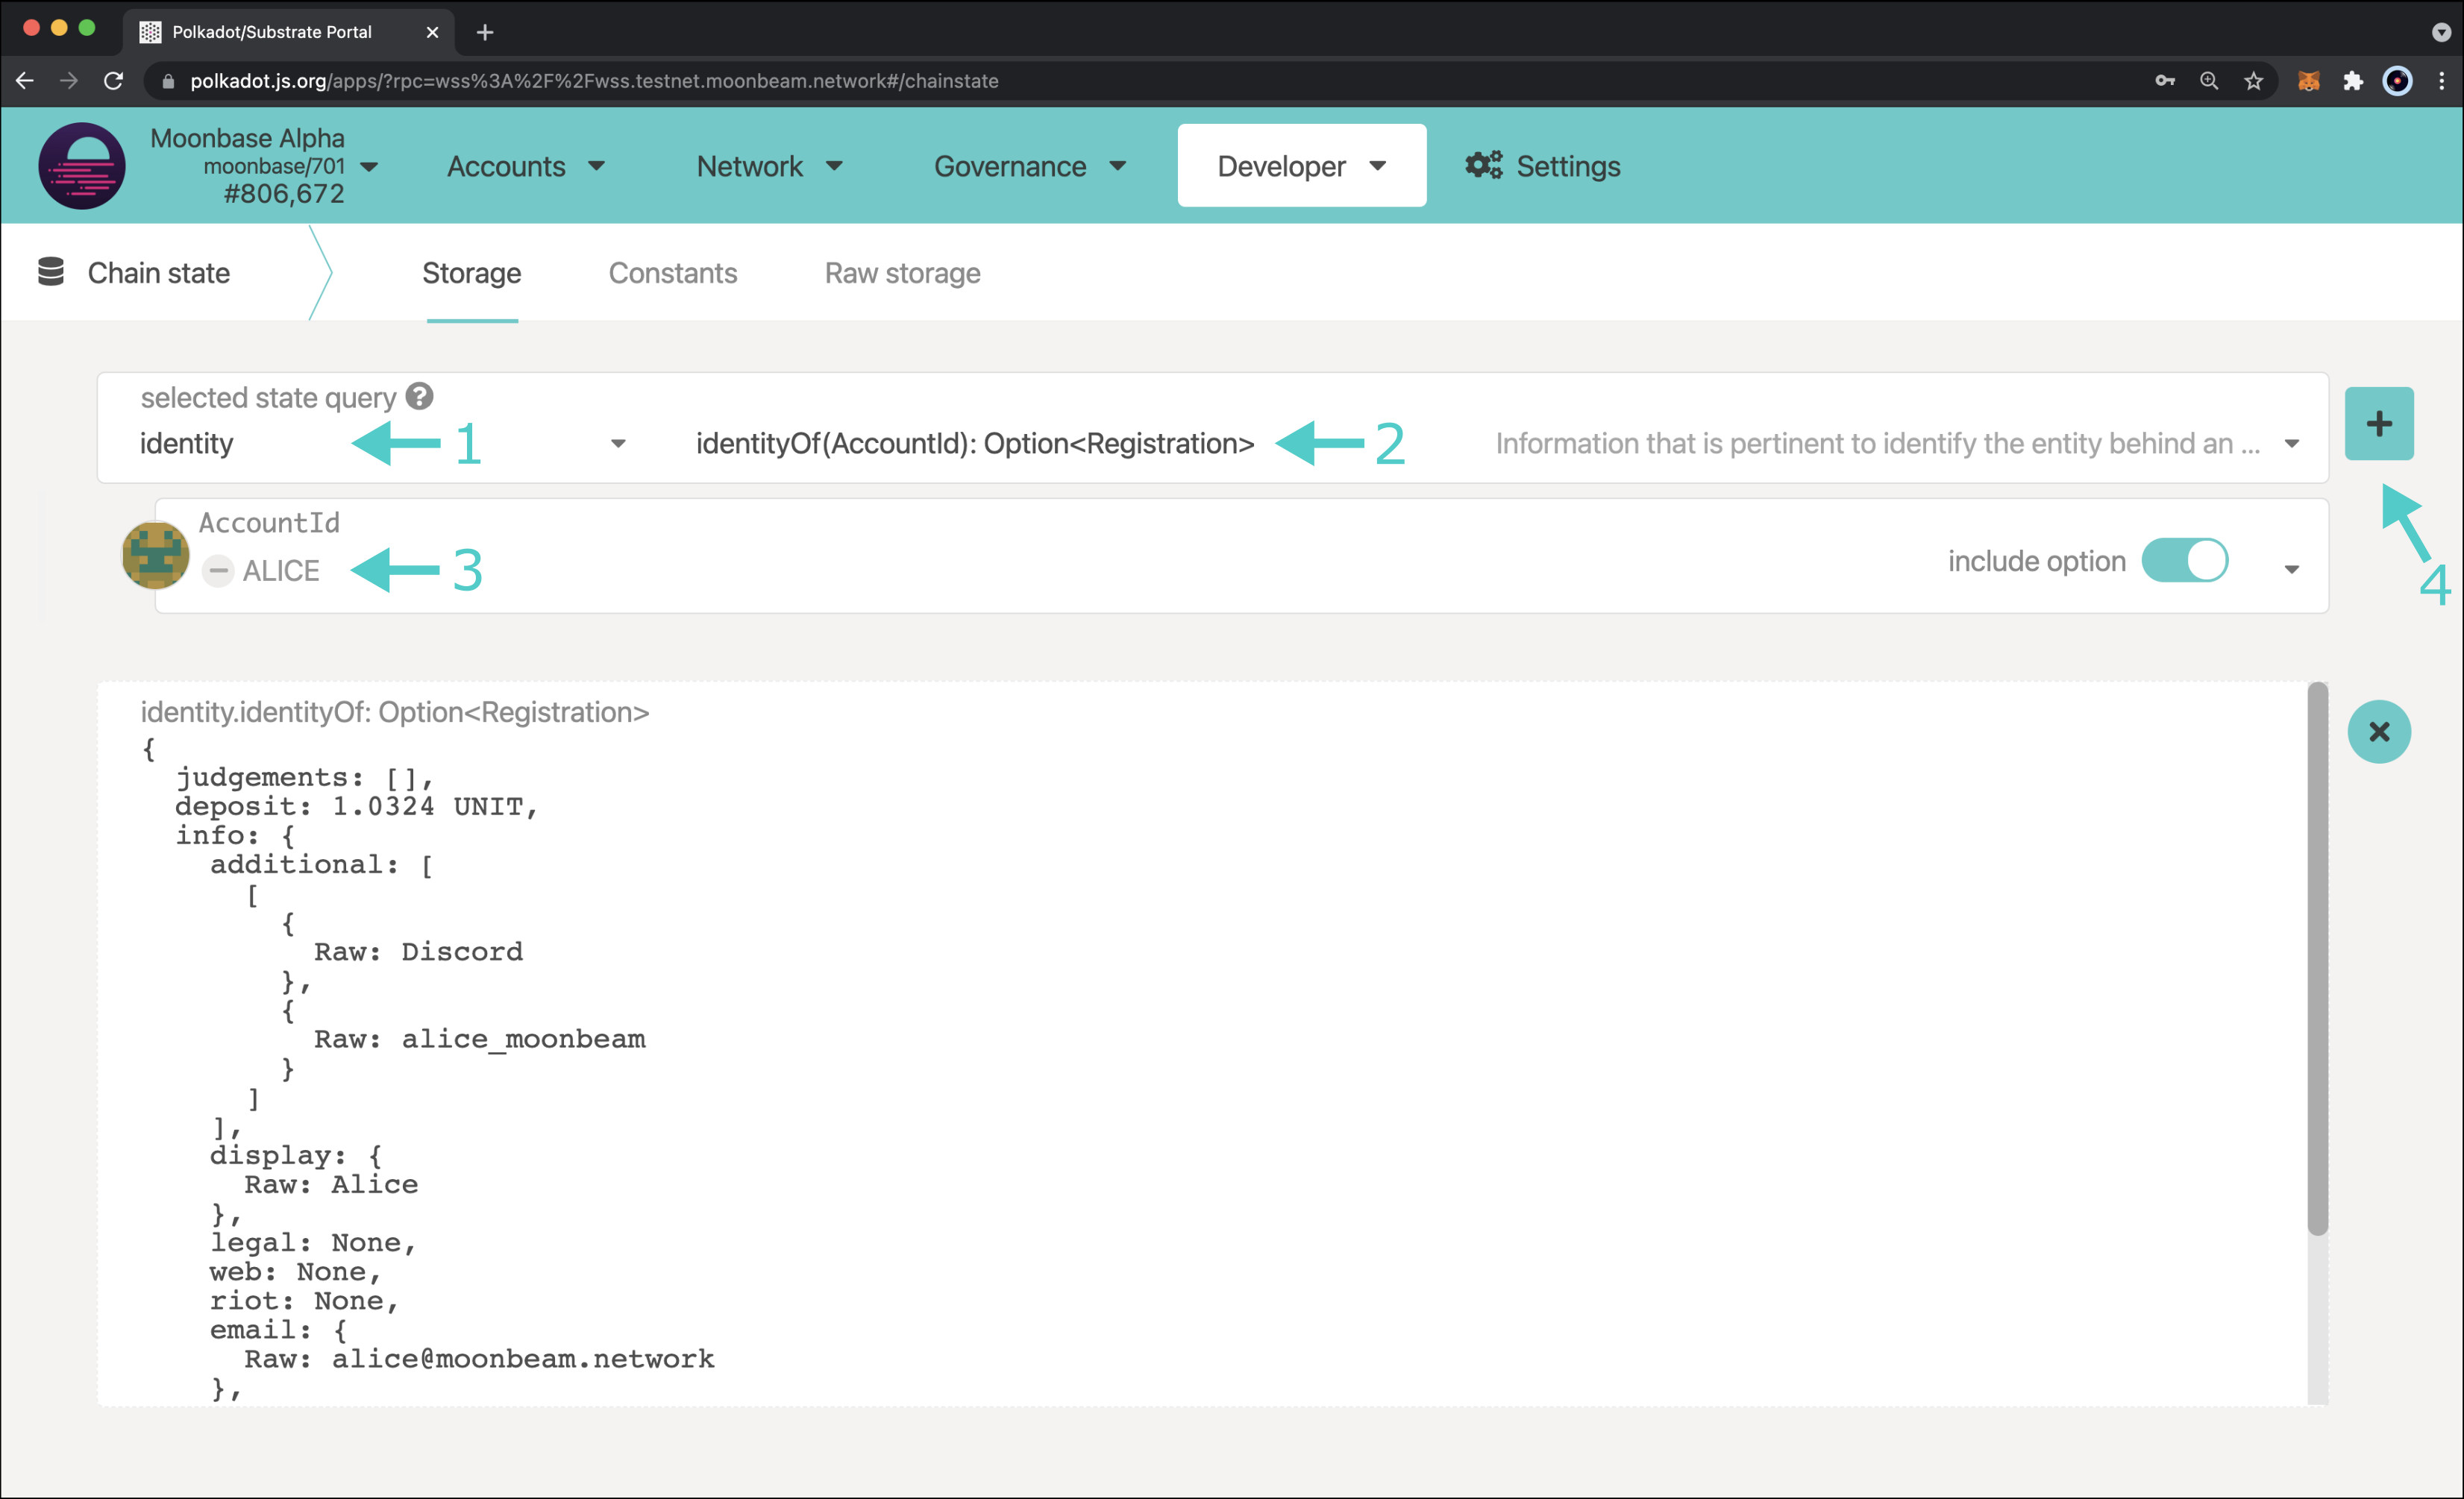 Polkadot/Substrate Portal
polkadot.js.org/apps/?rpc=wss%3A%2F%2Fwss.testnet.moonbeam.network#/chainstate
Moonbase Alpha
moonbase/701
#806,672
Accounts
Network
Governance
Developer
Settings
Chain state
Storage
Constants
Raw storage
selected state query ?
identity
1
identityOf(AccountId): Option<Registration>
2
Information that is pertinent to identify the entity behind an ...
AccountId
ALICE
3
include option
4
identity.identityOf: Option<Registration>
{
judgements: [],
deposit: 1.0324 UNIT,
info: {
additional: [
[
{
Raw: Discord
},
{
Raw: alice_moonbeam
}
]
],
display: {
Raw: Alice
},
legal: None,
web: None,
riot: None,
email: {
Raw: alice@moonbeam.network
},